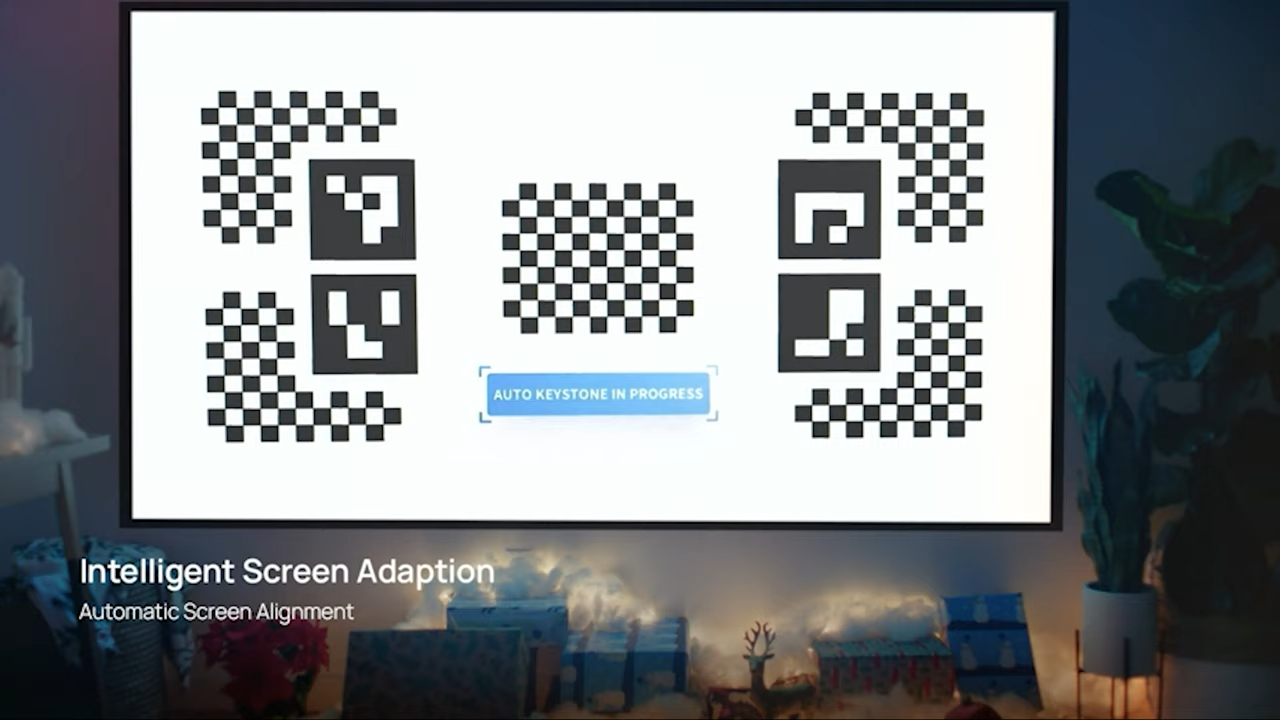 AUTO KEYSTONE IN PROGRESS
Intelligent Screen Adaption
Automatic Screen Alignment